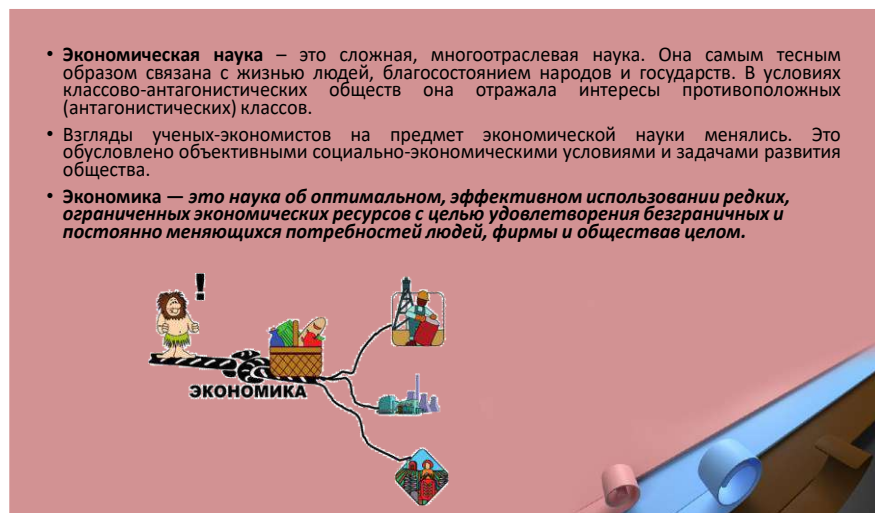 • Экономическая наука – это сложная, многоотраслевая наука. Она самым тесным
образом связана с жизнью людей, благосостоянием народов и государств. В условиях
классово-антагонистических обществ она отражала интересы противоположных
(антагонистических) классов.
• Взгляды ученых-экономистов на предмет экономической науки менялись. Это
обусловлено объективными социально-экономическими условиями и задачами развития
общества.
• Экономика — это наука об оптимальном, эффективном использовании редких,
ограниченных экономических ресурсов с целью удовлетворения безграничных и
постоянно меняющихся потребностей людей, фирмы и обществав целом.
!
ЭКОНОМИКА